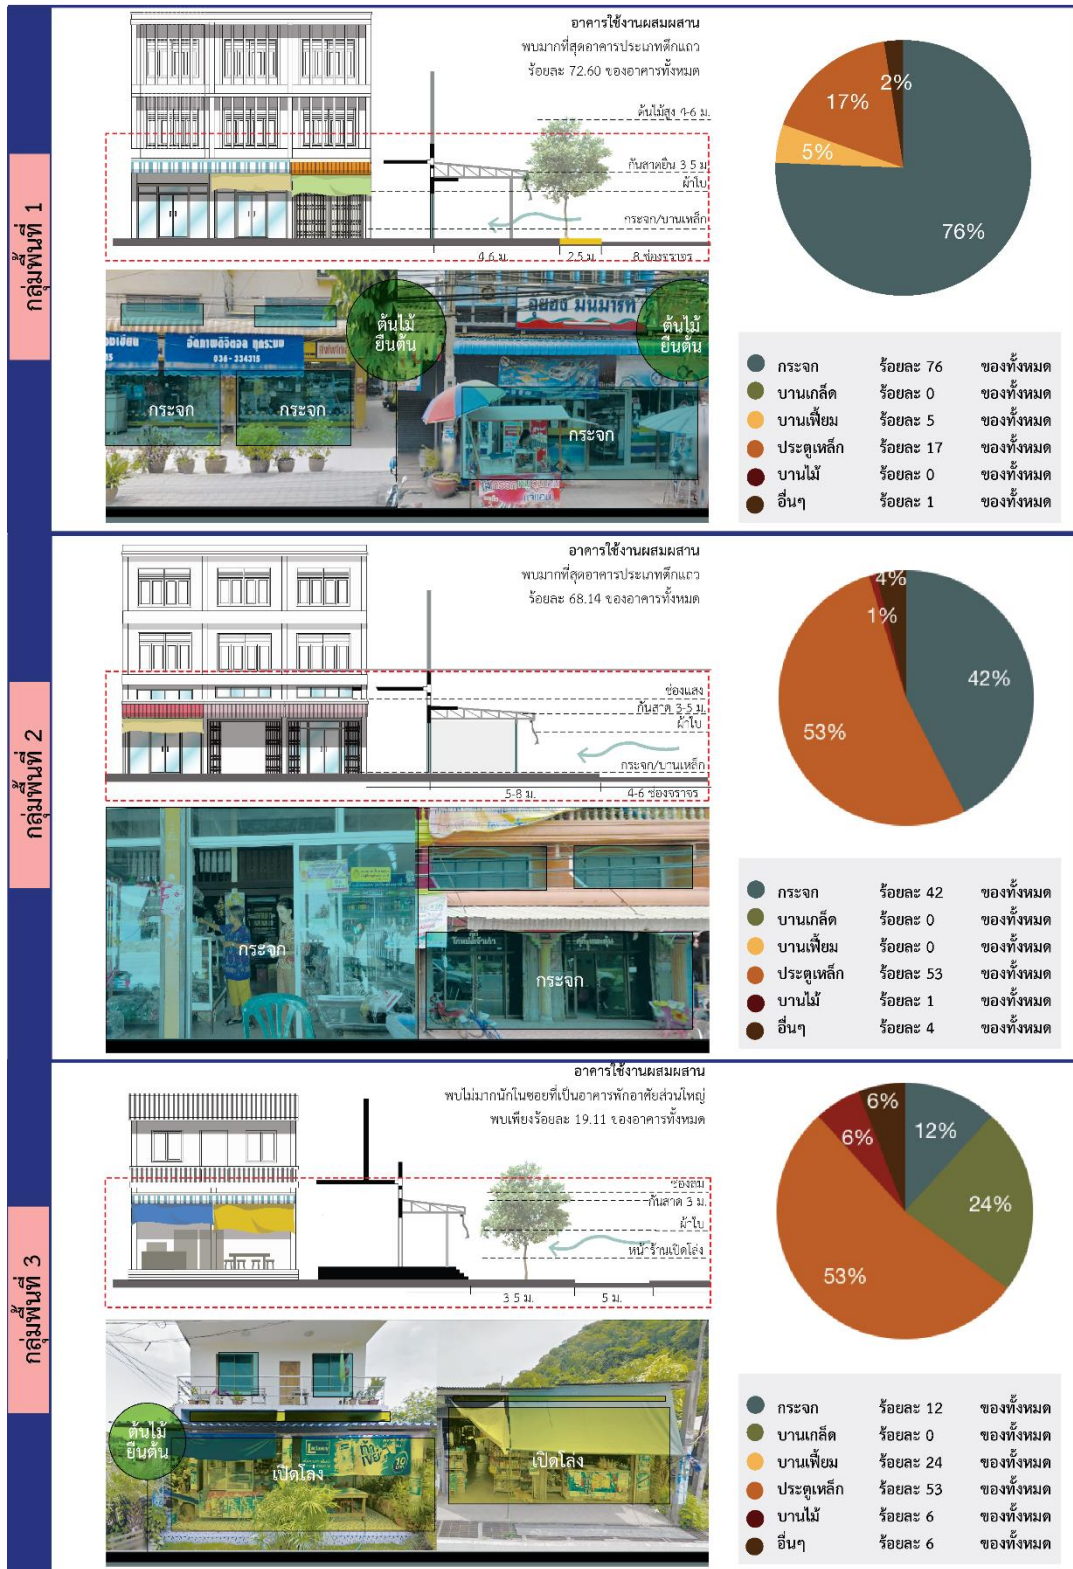 กลุ่มพื้นที่ 1
อาคารใช้งานผสมผสาน
พบมากที่สุดอาคารประเภทตึกแถว
ร้อยละ 72.60 ของอาคารทั้งหมด
ต้นไม้สูง 4-6 ม.
กันสาดยืน 3 5 ม
ผ้าใบ
กระจก/บานเหล็ก
4 6 ม.
2.5 ม.
8 ช่องจราจร
2%
17%
5%
76%
ต้นไม้
ยืนต้น
ต้นไม้
ยืนต้น
อัดภาพดิจิตอล ทุกระบบ
036-334315
กระจก
กระจก
กระจก
กระจก ร้อยละ 76 ของทั้งหมด
บานเกล็ด ร้อยละ 0 ของทั้งหมด
บานเฟี้ยม ร้อยละ 5 ของทั้งหมด
ประตูเหล็ก ร้อยละ 17 ของทั้งหมด
บานไม้ ร้อยละ 0 ของทั้งหมด
อื่นๆ ร้อยละ 1 ของทั้งหมด
กลุ่มพื้นที่ 2
อาคารใช้งานผสมผสาน
พบมากที่สุดอาคารประเภทตึกแถว
ร้อยละ 68.14 ของอาคารทั้งหมด
ช่องแสง
กันสาด 3-5 ม.
ผ้าใบ
กระจก/บานเหล็ก
5-8 ม.
4-6 ช่องจราจร
4%
1%
42%
53%
กระจก
กระจก
กระจก ร้อยละ 42 ของทั้งหมด
บานเกล็ด ร้อยละ 0 ของทั้งหมด
บานเฟี้ยม ร้อยละ 0 ของทั้งหมด
ประตูเหล็ก ร้อยละ 53 ของทั้งหมด
บานไม้ ร้อยละ 1 ของทั้งหมด
อื่นๆ ร้อยละ 4 ของทั้งหมด
กลุ่มพื้นที่ 3
อาคารใช้งานผสมผสาน
พบไม่มากนักในซอยที่เป็นอาคารพักอาศัยส่วนใหญ่
พบเพียงร้อยละ 19.11 ของอาคารทั้งหมด
ช่องลม
กันสาด 3 ม.
ผ้าใบ
หน้าร้านเปิดโล่ง
3 5 ม.
5 ม.
6%
6%
12%
24%
53%
ต้นไม้
ยืนต้น
เปิดโล่ง
เปิดโล่ง
กระจก ร้อยละ 12 ของทั้งหมด
บานเกล็ด ร้อยละ 0 ของทั้งหมด
บานเฟี้ยม ร้อยละ 24 ของทั้งหมด
ประตูเหล็ก ร้อยละ 53 ของทั้งหมด
บานไม้ ร้อยละ 6 ของทั้งหมด
อื่นๆ ร้อยละ 6 ของทั้งหมด